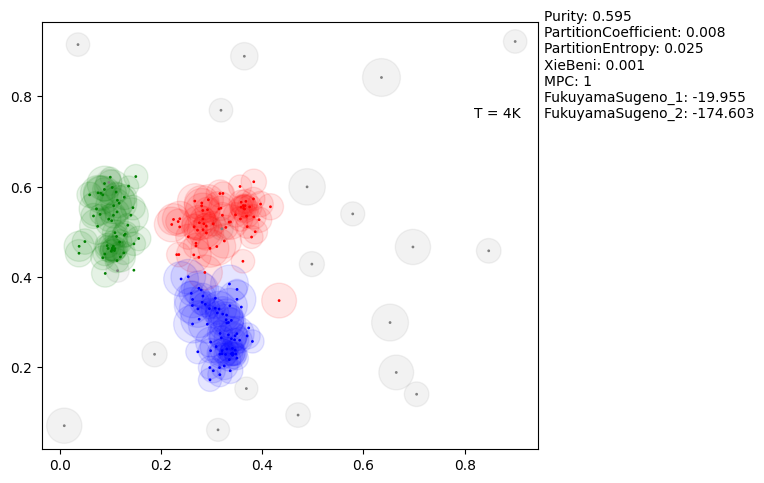 Purity: 0.595
PartitionCoefficient: 0.008
PartitionEntropy: 0.025
XieBeni: 0.001
MPC: 1
FukuyamaSugeno_1: -19.955
FukuyamaSugeno_2: -174.603
T = 4K
0.8
0.6
0.4
0.2
0.0 0.2 0.4 0.6 0.8